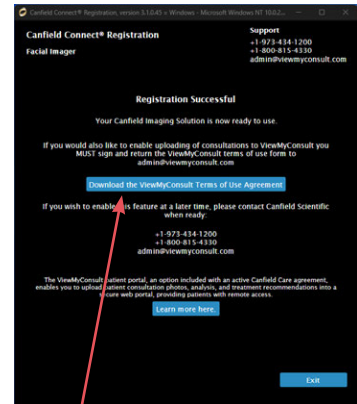 Canfield Connect® Registration, version 5.1.0.45 » Windows - Microsoft Windows NT 10.0.2...
Canfield Connect® Registration
Facial Imager
Support
+1-973-434-1200
+1-800-815-4330
admin@viewmyconsult.com
Registration Successful
Your Canfield Imaging Solution is now ready to use.
If you would also like to enable uploading of consultations to ViewMyConsult you
MUST sign and return the ViewMyConsult terms of use form to
admin@viewmyconsult.com
Download the ViewMyConsult Terms of Use Agreement
If you wish to enable this feature at a later time, please contact Canfield Scientific
when ready:
+1-973-434-1200
+1-800-815-4330
admin@viewmyconsult.com
The ViewMyConsult patient portal, an option included with an active Canfield Care agreement,
enables you to upload patient consultation photos, analysis, and treatment recommendations into a
secure web portal, providing patients with remote access.
Learn more here.
Exit